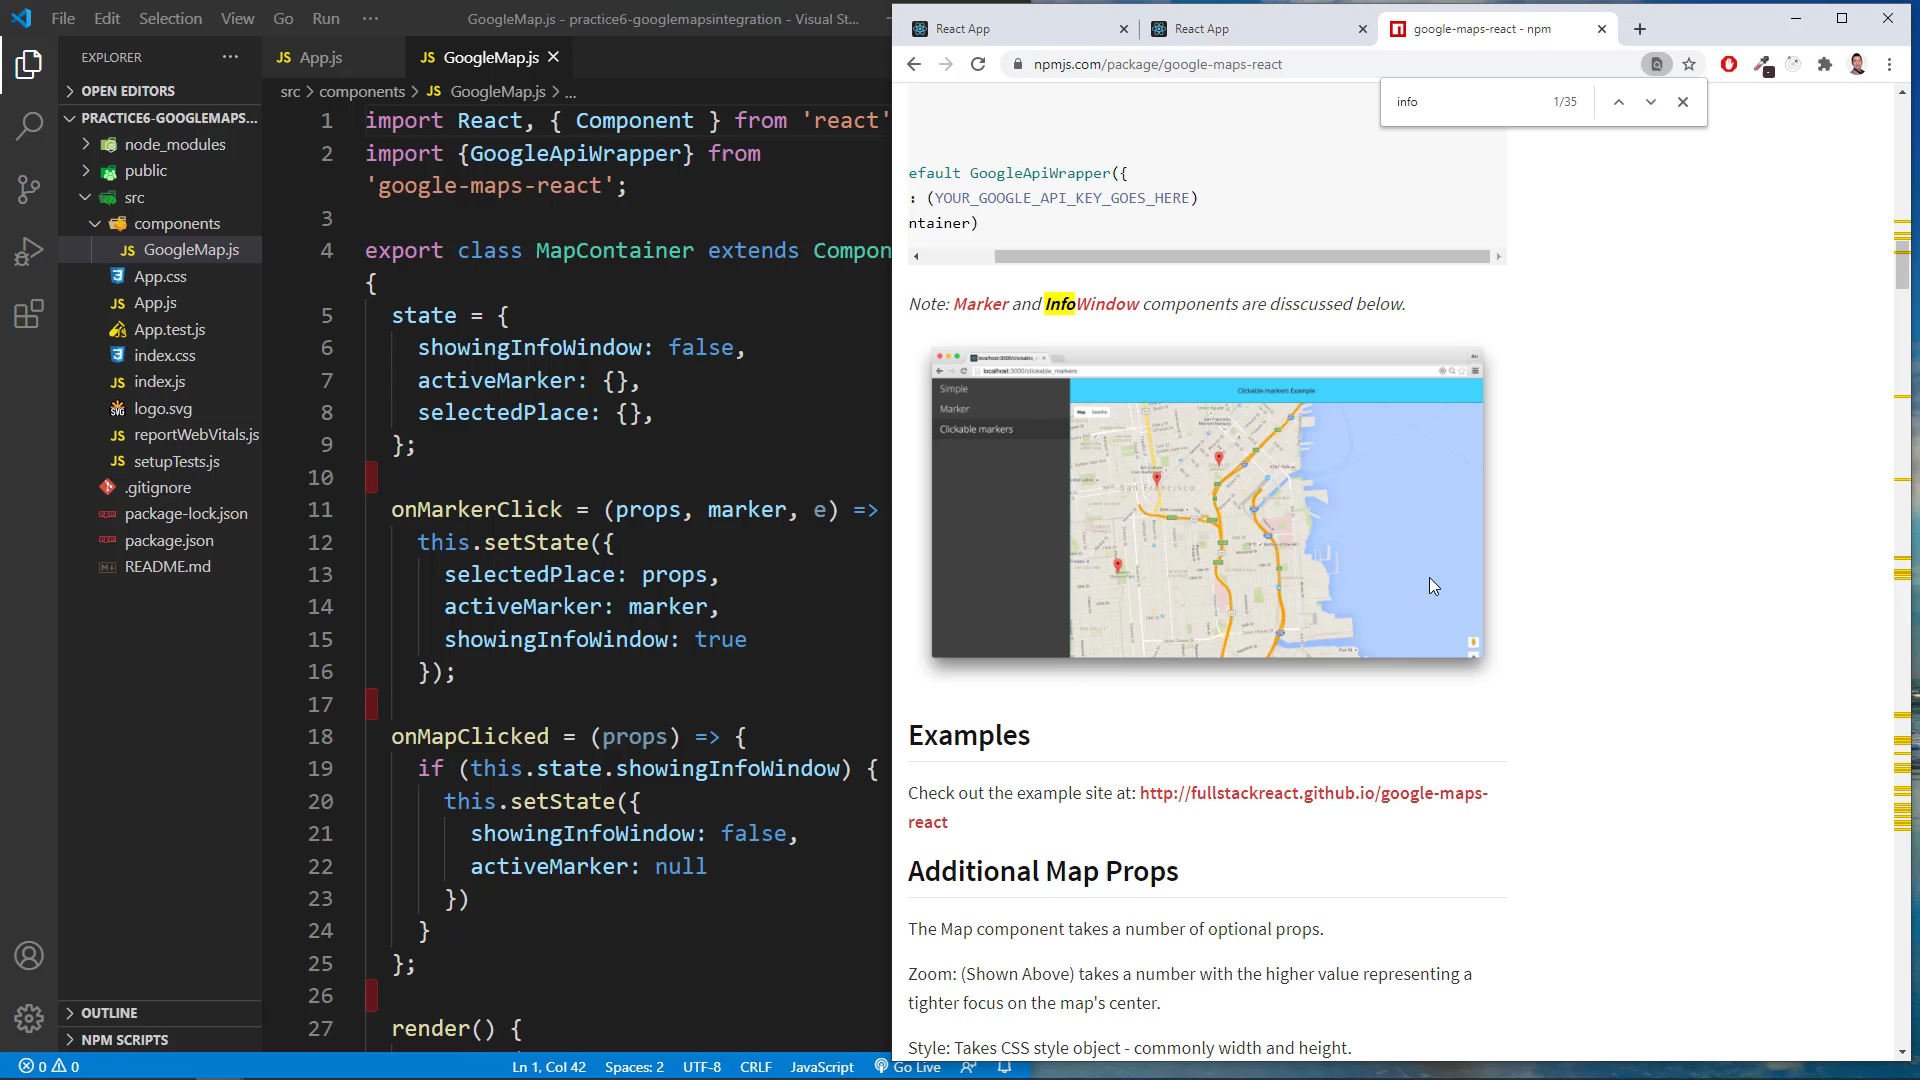 File Edit Selection View Go Run ··· GoogleMap.js - practice6-googlemapsintegration - Visual St...
EXPLORER
OPEN EDITORS
PRACTICE6-GOOGLEMAPS...
node_modules
public
src
components
JS GoogleMap.js
App.css
JS App.js
App.test.js
index.css
JS index.js
logo.svg
JS reportWebVitals.js
JS setupTests.js
.gitignore
package-lock.json
package.json
README.md
OUTLINE
NPM SCRIPTS
JS App.js
JS GoogleMap.js
src > components > JS GoogleMap.js > ...
1 import React, { Component } from 'react'
2 import {GoogleApiWrapper} from
'google-maps-react';
3
4 export class MapContainer extends Compon
{
5 state = {
6 showingInfoWindow: false,
7 activeMarker: {},
8 selectedPlace: {},
9 };
10
11 onMarkerClick = (props, marker, e) =>
12 this.setState({
13 selectedPlace: props,
14 activeMarker: marker,
15 showingInfoWindow: true
16 });
17
18 onMapClicked = (props) => {
19 if (this.state.showingInfoWindow) {
20 this.setState({
21 showingInfoWindow: false,
22 activeMarker: null
23 })
24 }
25 };
26
27 render() {
0 0 Ln 1, Col 42 Spaces: 2 UTF-8 CRLF JavaScript Go Live
React App
React App
google-maps-react - npm
npmjs.com/package/google-maps-react
info 1/35
efault GoogleApiWrapper({
: (YOUR_GOOGLE_API_KEY_GOES_HERE)
ntainer)
Note: Marker and InfoWindow components are disscussed below.
localhost:3000/clickable_markers
Simple
Marker
Clickable markers
Clickable markers Example
Map
San Francisco
Examples
Check out the example site at: http://fullstackreact.github.io/google-maps-
react
Additional Map Props
The Map component takes a number of optional props.
Zoom: (Shown Above) takes a number with the higher value representing a
tighter focus on the map's center.
Style: Takes CSS style object - commonly width and height.